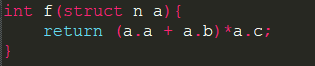 int f(struct n a){
    return (a.a + a.b)*a.c;
}